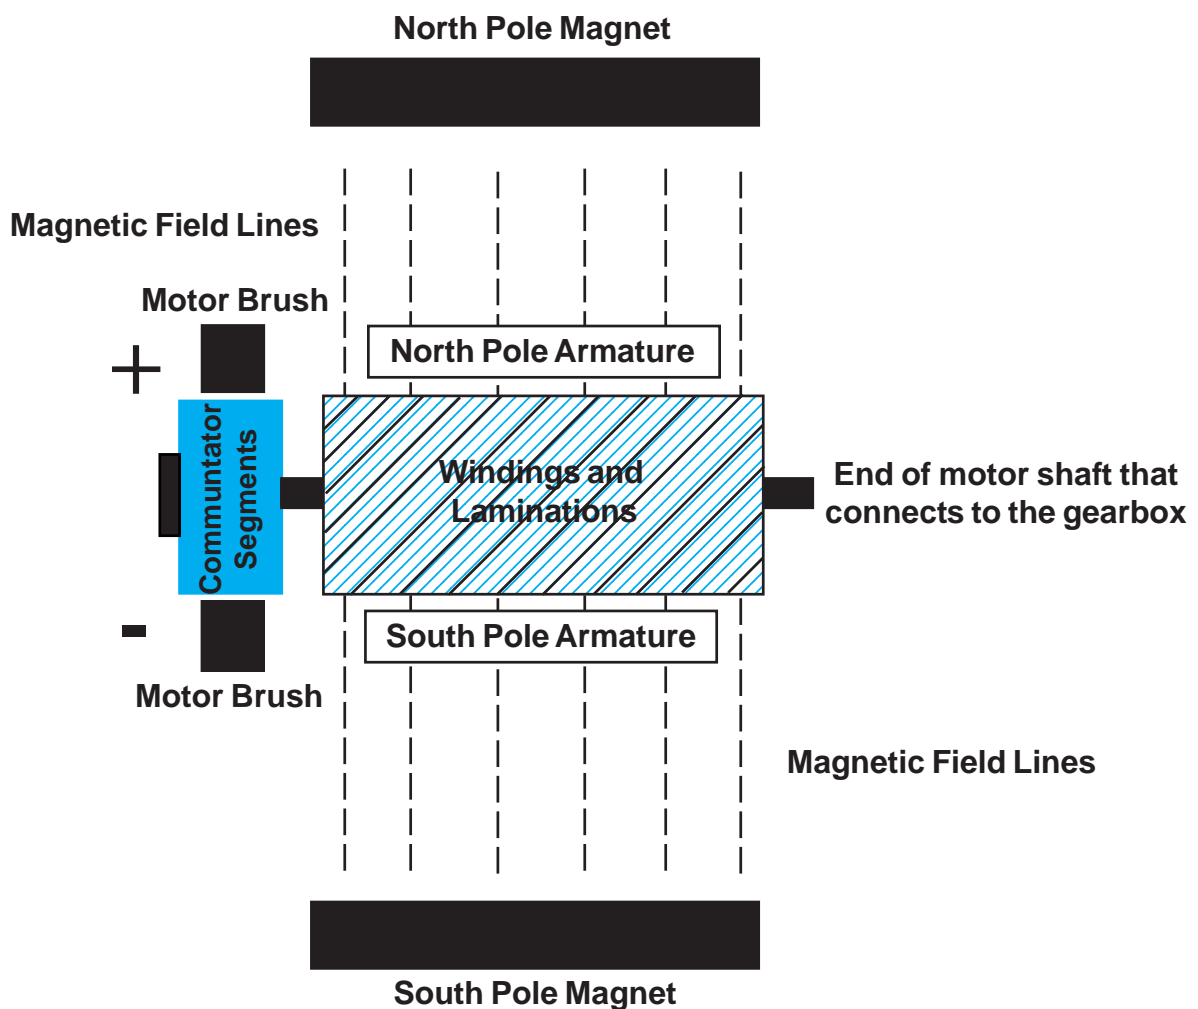 North Pole Magnet
Magnetic Field Lines
Motor Brush
+
North Pole Armature
Communtator
Segments
Windings and
Laminations
End of motor shaft that
connects to the gearbox
-
South Pole Armature
Motor Brush
Magnetic Field Lines
South Pole Magnet